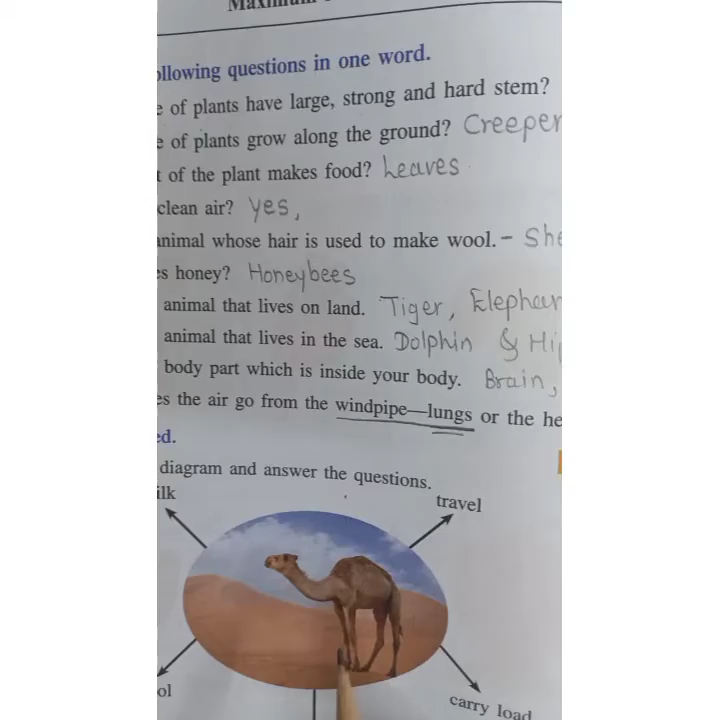 Maximum
ollowing questions in one word.
e of plants have large, strong and hard stem?
e of plants grow along the ground? Creeper
t of the plant makes food? Leaves
clean air? yes,
animal whose hair is used to make wool. - She
es honey? Honeybees
animal that lives on land. Tiger, Elephan
animal that lives in the sea. Dolphin & Hip
body part which is inside your body. Brain,
es the air go from the windpipe—lungs or the he
ed.
diagram and answer the questions.
ilk
travel
ol
carry load